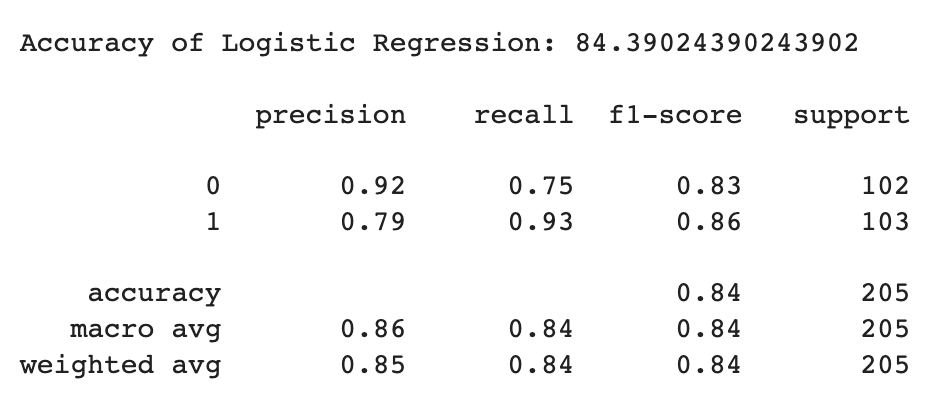 Accuracy of Logistic Regression: 84.39024390243902
precision recall f1-score support
0 0.92 0.75 0.83 102
1 0.79 0.93 0.86 103
accuracy 0.84 205
macro avg 0.86 0.84 0.84 205
weighted avg 0.85 0.84 0.84 205